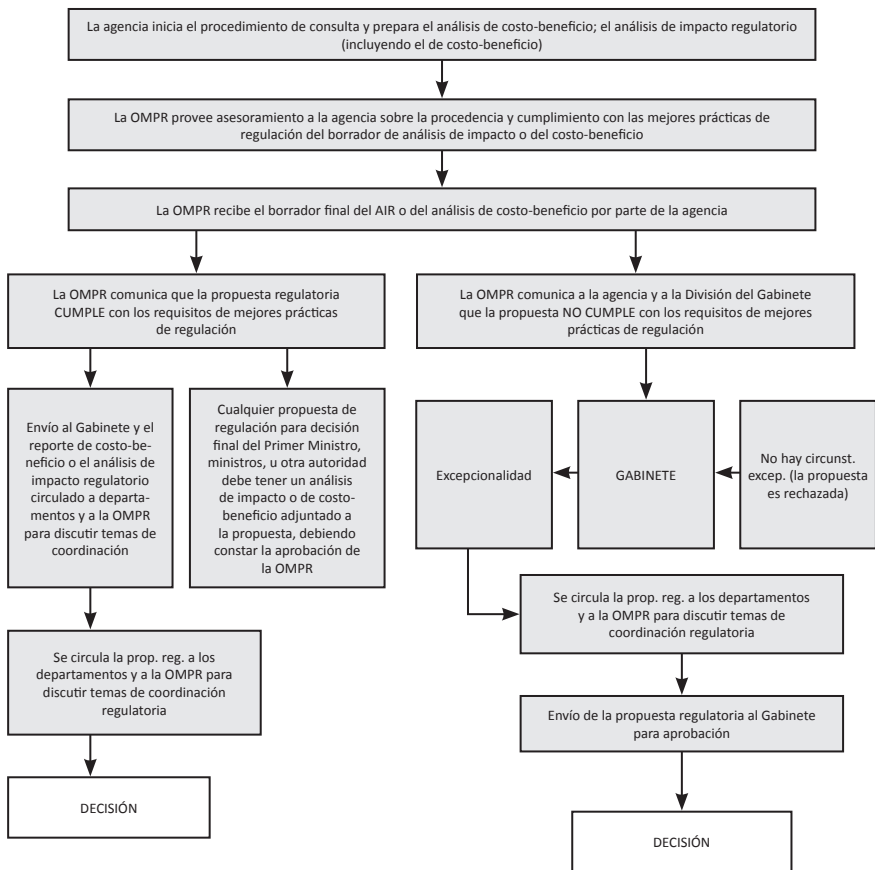 La agencia inicia el procedimiento de consulta y prepara el análisis de costo-beneficio; el análisis de impacto regulatorio
(incluyendo el de costo-beneficio)
La OMPR provee asesoramiento a la agencia sobre la procedencia y cumplimiento con las mejores prácticas de
regulación del borrador de análisis de impacto o del costo-beneficio
La OMPR recibe el borrador final del AIR o del análisis de costo-beneficio por parte de la agencia
La OMPR comunica que la propuesta regulatoria
CUMPLE con los requisitos de mejores prácticas
de regulación
La OMPR comunica a la agencia y a la División del Gabinete
que la propuesta NO CUMPLE con los requisitos de mejores
prácticas de regulación
Envío al Gabinete y el
reporte de costo-be-
neficio o el análisis de
impacto regulatorio
circulado a departa-
mentos y a la OMPR
para discutir temas de
coordinación
Cualquier propuesta de
regulación para decisión
final del Primer Ministro,
ministros, u otra autoridad
debe tener un análisis
de impacto o de costo-
beneficio adjuntado a
la propuesta, debiendo
constar la aprobación de
la OMPR
Excepcionalidad
GABINETE
No hay circunst.
excep. (la propuesta
es rechazada)
Se circula la prop. reg. a los departamentos
y a la OMPR para discutir temas de
coordinación regulatoria
Se circula la prop. reg. a los
departamentos y a la OMPR para
discutir temas de coordinación
regulatoria
Envío de la propuesta regulatoria al Gabinete
para aprobación
DECISIÓN
DECISIÓN